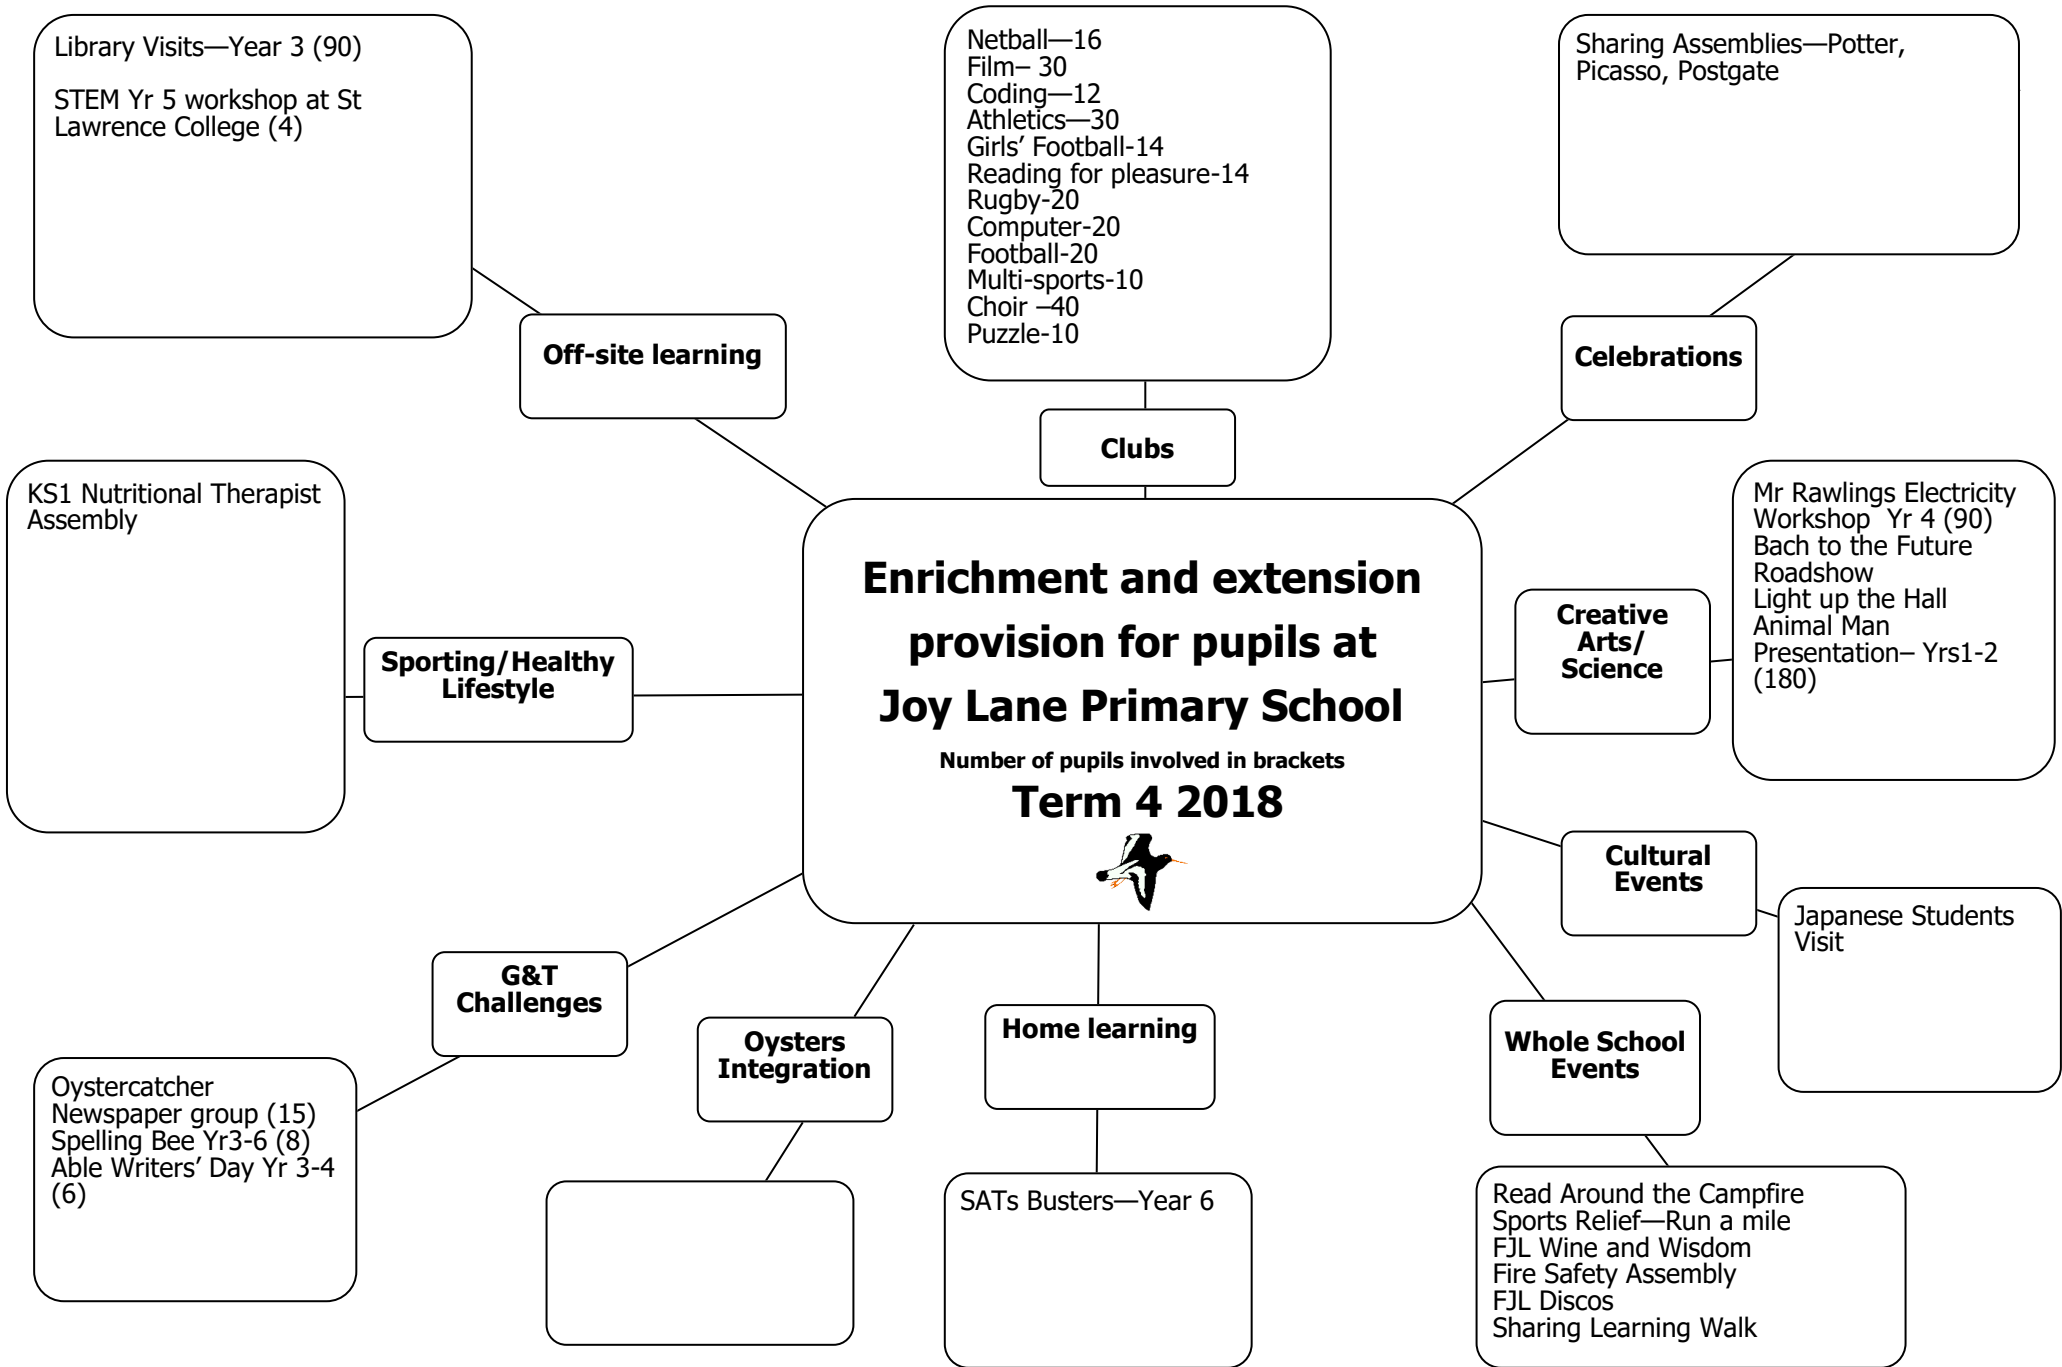 Library Visits—Year 3 (90)
STEM Yr 5 workshop at St
Lawrence College (4)
Netball—16
Film– 30
Coding—12
Athletics—30
Girls’ Football-14
Reading for pleasure-14
Rugby-20
Computer-20
Football-20
Multi-sports-10
Choir –40
Puzzle-10
Sharing Assemblies—Potter,
Picasso, Postgate
Off-site learning
Clubs
Celebrations
KS1 Nutritional Therapist
Assembly
Sporting/Healthy
Lifestyle
Enrichment and extension
provision for pupils at
Joy Lane Primary School
Number of pupils involved in brackets
Term 4 2018
Creative
Arts/
Science
Mr Rawlings Electricity
Workshop  Yr 4 (90)
Bach to the Future
Roadshow
Light up the Hall
Animal Man
Presentation– Yrs1-2
(180)
Cultural
Events
Japanese Students
Visit
G&T
Challenges
Oystercatcher
Newspaper group (15)
Spelling Bee Yr3-6 (8)
Able Writers’ Day Yr 3-4
(6)
Oysters
Integration
Home learning
SATs Busters—Year 6
Whole School
Events
Read Around the Campfire
Sports Relief—Run a mile
FJL Wine and Wisdom
Fire Safety Assembly
FJL Discos
Sharing Learning Walk